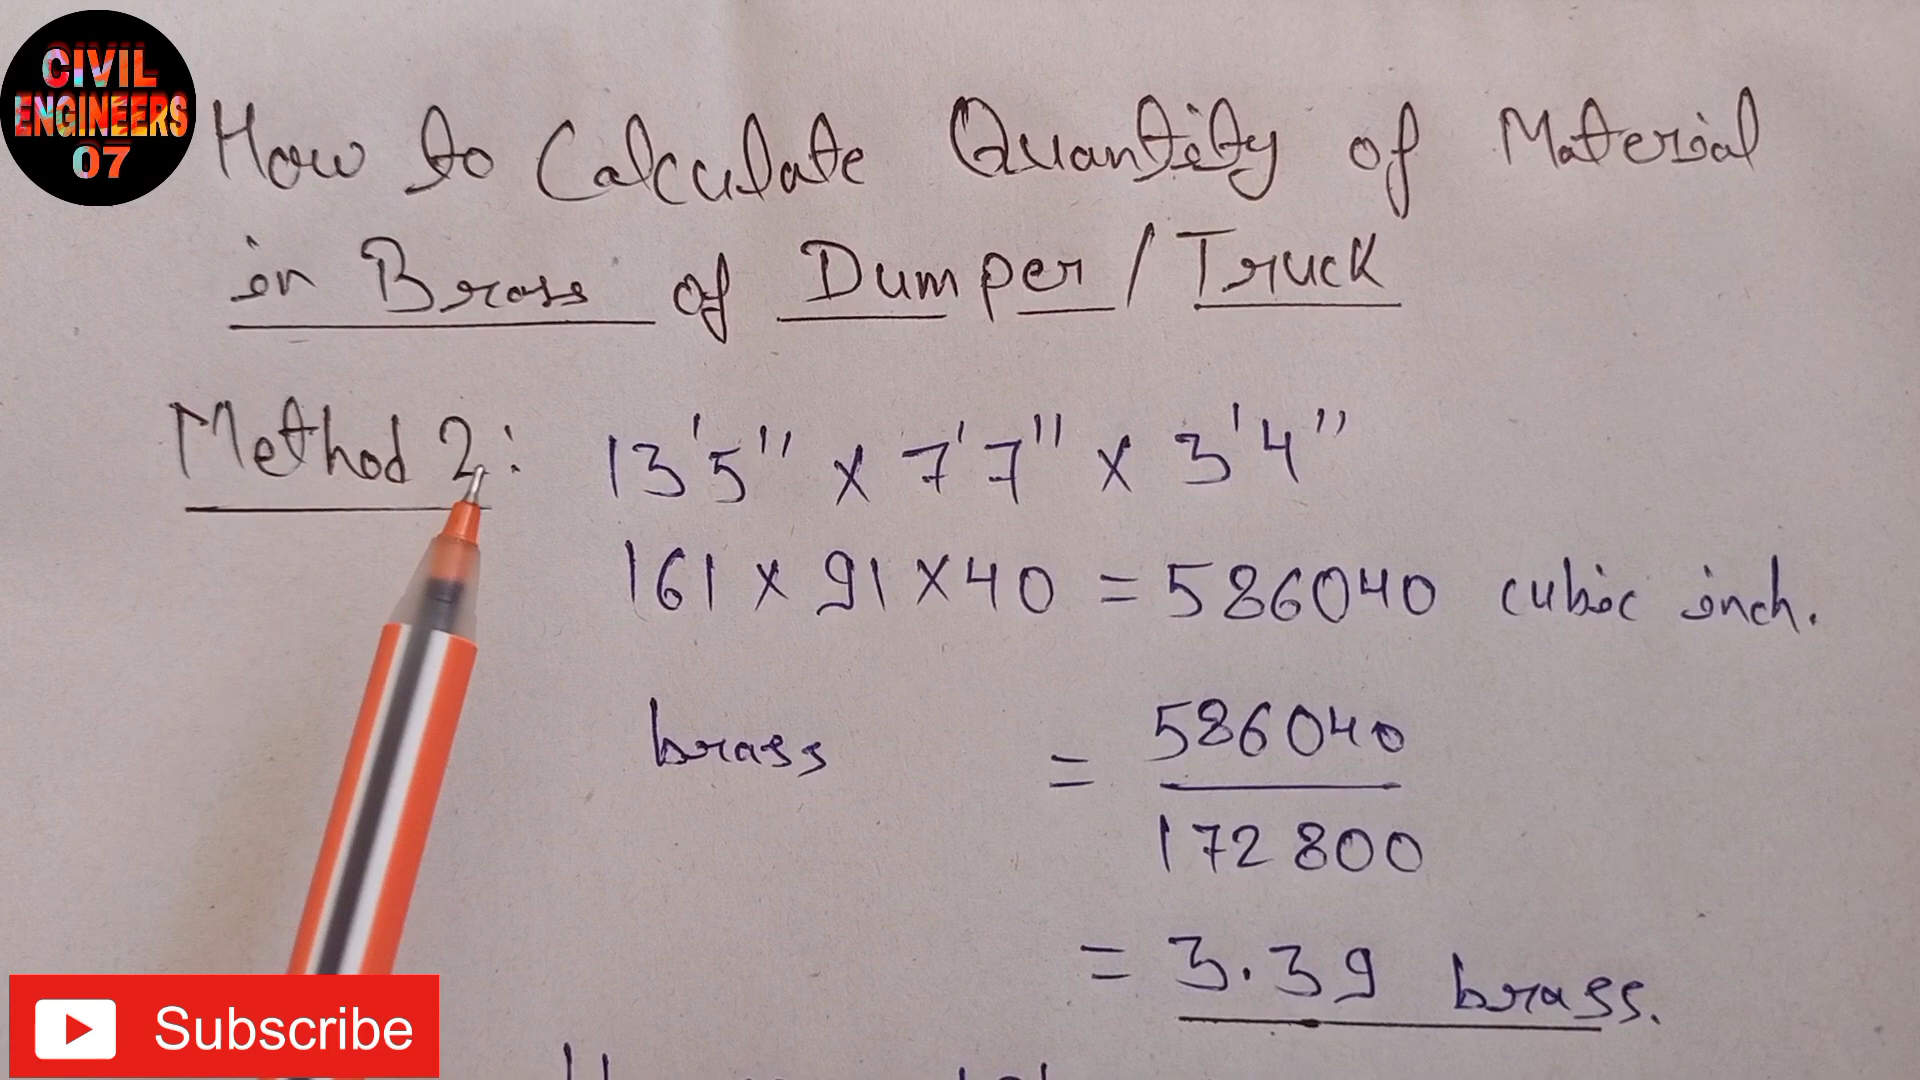 CIVIL
ENGINEERS
07
How to Calculate Quantity of Material
in Brass of Dumper / Truck
Method 2: 13'5" x 7'7" x 3'4"
161 x 91 x 40 = 586040 cubic inch.
brass = 586040
172800
= 3.39 brass.
Subscribe